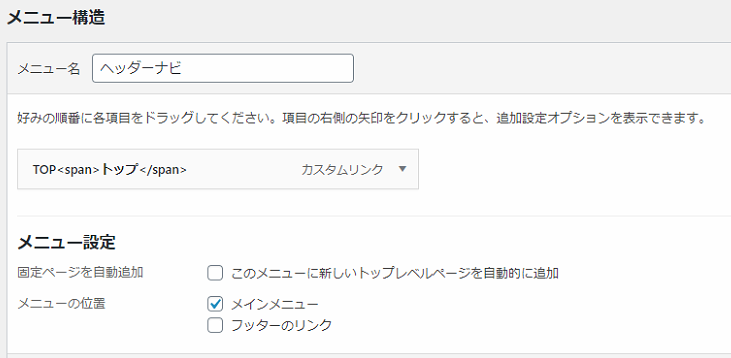 メニュー構造
メニュー名 ヘッダーナビ
好みの順番に各項目をドラッグしてください。項目の右側の矢印をクリックすると、追加設定オプションを表示できます。
TOP<span>トップ</span> カスタムリンク
メニュー設定
固定ページを自動追加 このメニューに新しいトップレベルページを自動的に追加
メニューの位置 メインメニュー
フッターのリンク